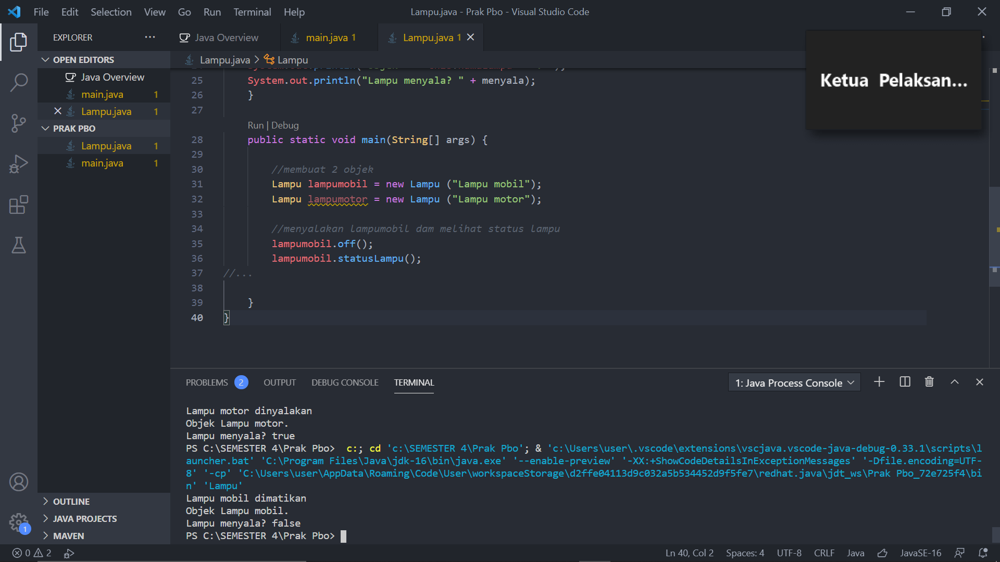 File Edit Selection View Go Run Terminal Help
Lampu.java - Prak Pbo - Visual Studio Code
EXPLORER
OPEN EDITORS
Java Overview
main.java 1
Lampu.java 1
PRAK PBO
Lampu.java 1
main.java 1
OUTLINE
JAVA PROJECTS
MAVEN
Java Overview
main.java 1
Lampu.java 1
Lampu.java > Lampu
Ketua Pelaksan...
25 System.out.println("Lampu menyala? " + menyala);
26 }
27
Run | Debug
28 public static void main(String[] args) {
29
30 //membuat 2 objek
31 Lampu lampumobil = new Lampu ("Lampu mobil");
32 Lampu lampumotor = new Lampu ("Lampu motor");
33
34 //menyalakan lampumobil dam melihat status lampu
35 lampumobil.off();
36 lampumobil.statusLampu();
37 //...
38
39 }
40 }
PROBLEMS 2 OUTPUT DEBUG CONSOLE TERMINAL
1: Java Process Console
Lampu motor dinyalakan
Objek Lampu motor.
Lampu menyala? true
PS C:\SEMESTER 4\Prak Pbo>  c:; cd 'c:\SEMESTER 4\Prak Pbo'; & 'c:\Users\user\.vscode\extensions\vscjava.vscode-java-debug-0.33.1\scripts\l
auncher.bat' 'C:\Program Files\Java\jdk-16\bin\java.exe' '--enable-preview' '-XX:+ShowCodeDetailsInExceptionMessages' '-Dfile.encoding=UTF-
8' '-cp' 'C:\Users\user\AppData\Roaming\Code\User\workspaceStorage\d2ffe04113d9c032a5b534452d9f5fe7\redhat.java\jdt_ws\Prak Pbo_72e725f4\bi
n' 'Lampu'
Lampu mobil dimatikan
Objek Lampu mobil.
Lampu menyala? false
PS C:\SEMESTER 4\Prak Pbo>
1
0 2
Ln 40, Col 2 Spaces: 4 UTF-8 CRLF Java JavaSE-16